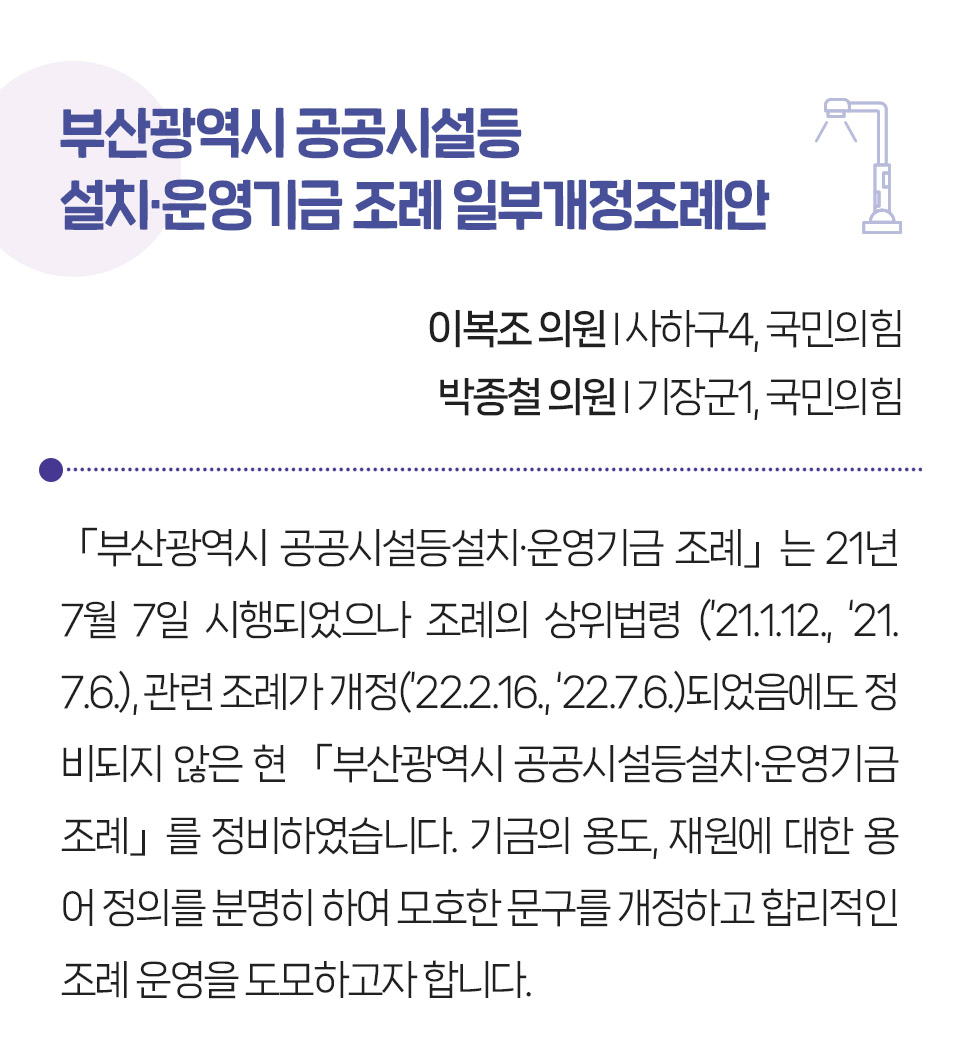 부산광역시 공공시설등
설치·운영기금 조례 일부개정조례안
이복조 의원 | 사하구4, 국민의힘
박종철 의원 | 기장군1, 국민의힘
「부산광역시 공공시설등설치·운영기금 조례」는 21년
7월 7일 시행되었으나 조례의 상위법령 (’21.1.12., ‘21.
7.6.), 관련 조례가 개정(’22.2.16., ‘22.7.6.)되었음에도 정
비되지 않은 현 「부산광역시 공공시설등설치·운영기금
조례」를 정비하였습니다. 기금의 용도, 재원에 대한 용
어 정의를 분명히 하여 모호한 문구를 개정하고 합리적인
조례 운영을 도모하고자 합니다.